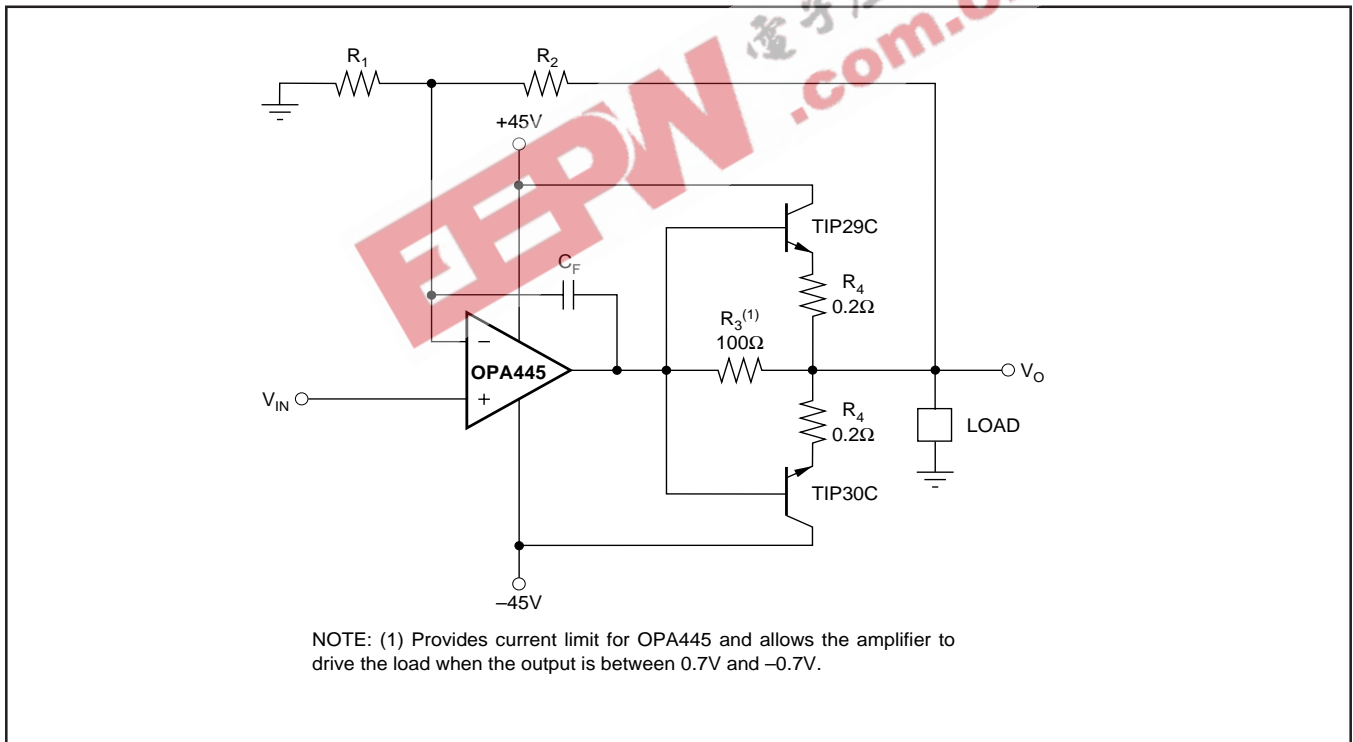 電子
.com.
EEPW
R1
R2
+45V
TIP29C
CF
R4
0.2Ω
R3(1)
100Ω
OPA445
−
+
VIN
VO
R4
0.2Ω
LOAD
TIP30C
–45V
NOTE: (1) Provides current limit for OPA445 and allows the amplifier to
drive the load when the output is between 0.7V and –0.7V.